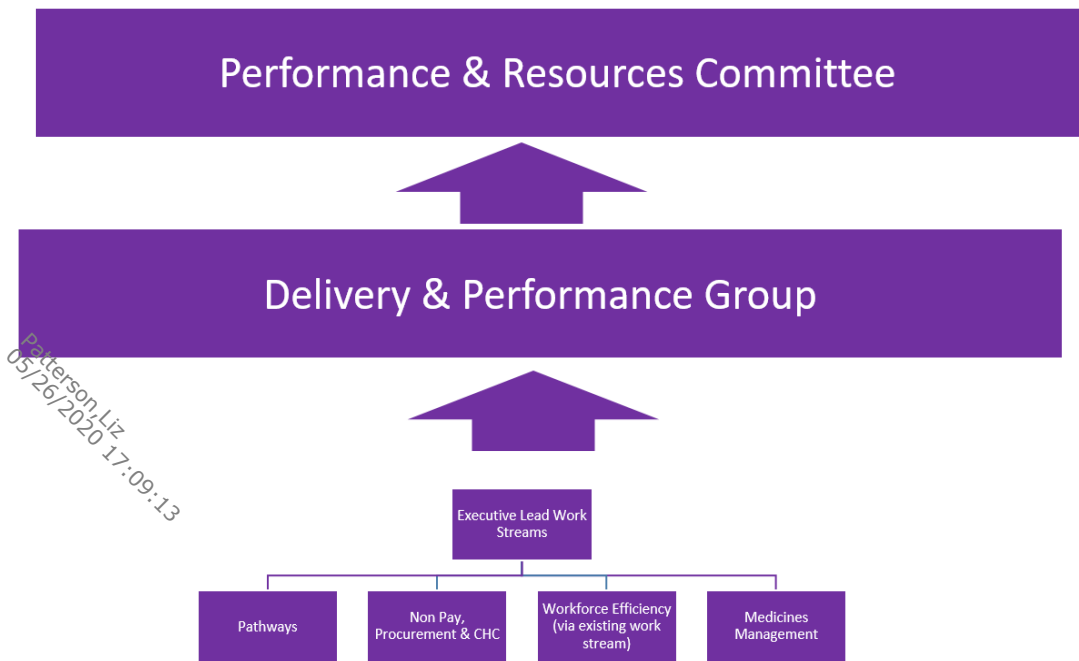 Performance & Resources Committee
Delivery & Performance Group
Patterson,Liz
05/26/2020 17:09:13
Executive Lead Work
Streams
Pathways
Non Pay,
Procurement & CHC
Workforce Efficiency
(via existing work
stream)
Medicines
Management